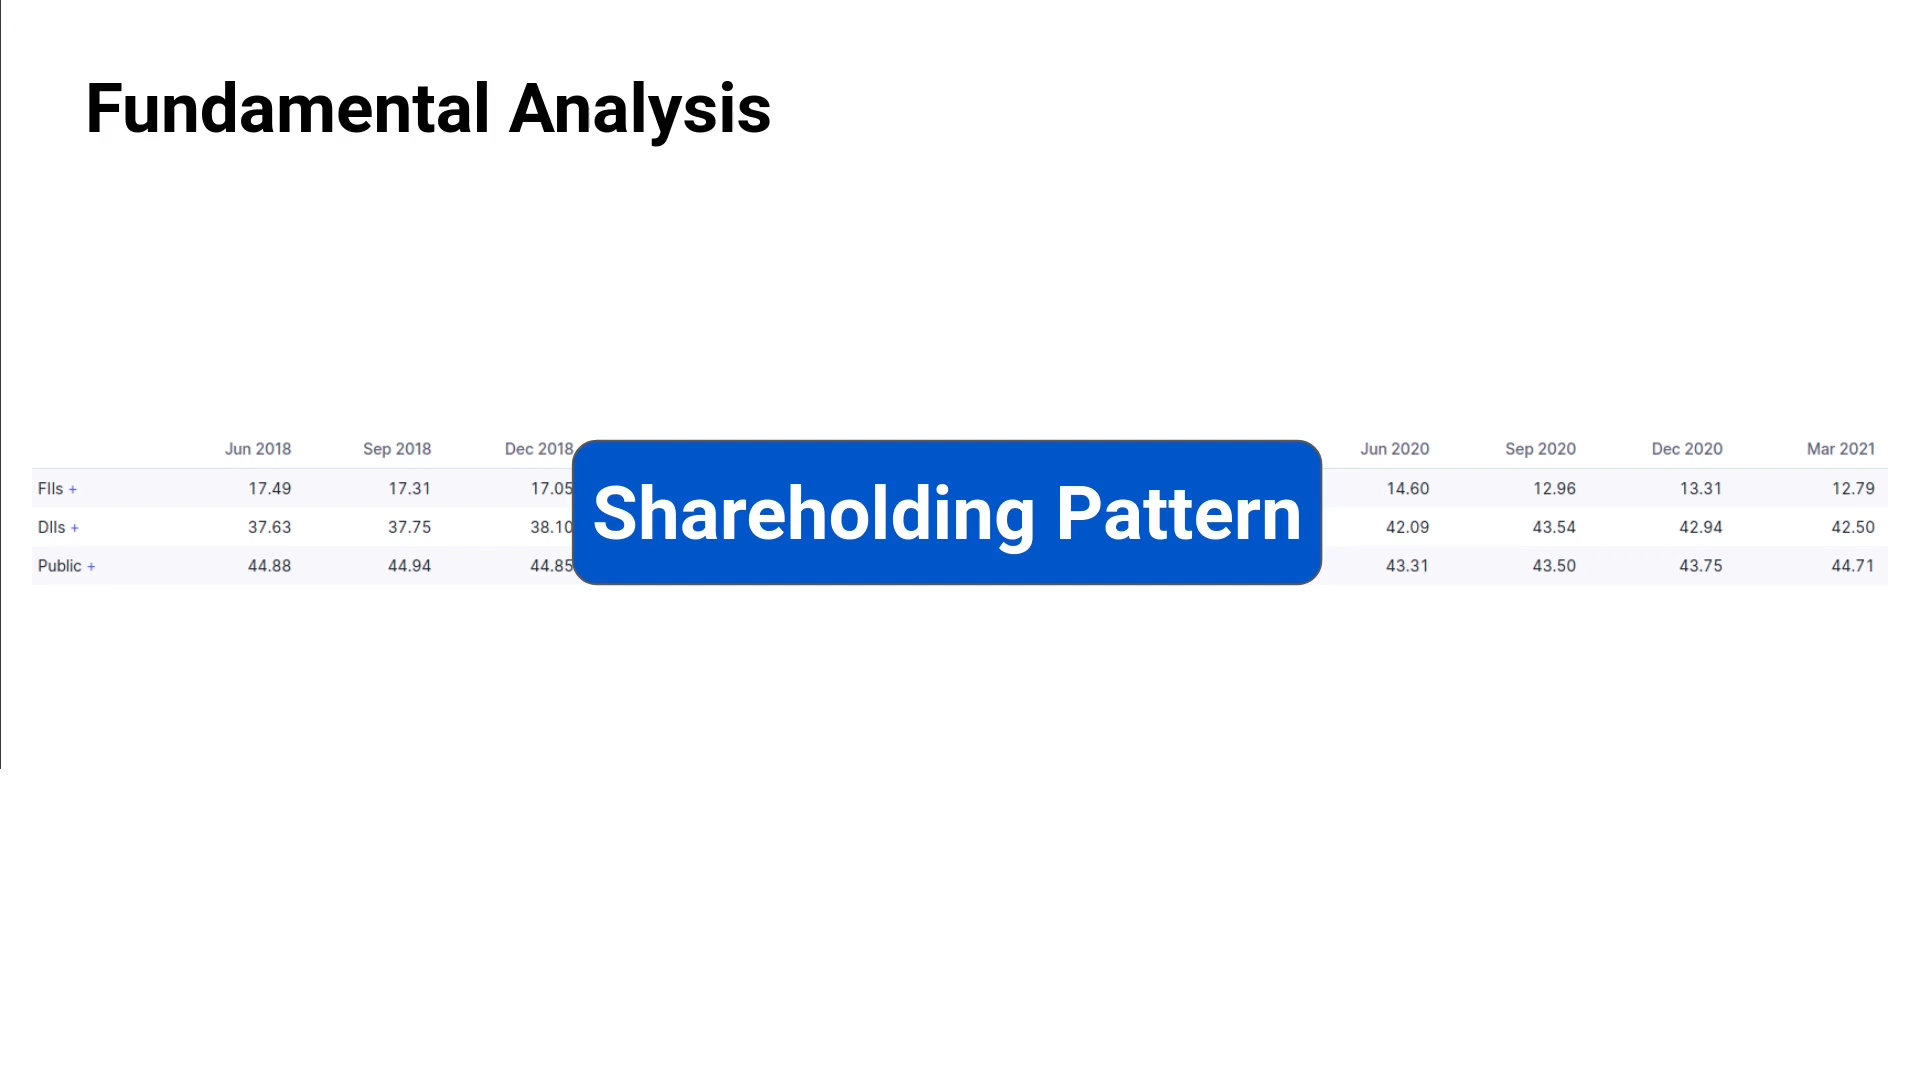 Fundamental Analysis
Jun 2018 Sep 2018 Dec 2018 Jun 2020 Sep 2020 Dec 2020 Mar 2021
FIIs + 17.49 17.31 17.05 14.60 12.96 13.31 12.79
DIIs + 37.63 37.75 38.10 42.09 43.54 42.94 42.50
Public + 44.88 44.94 44.85 43.31 43.50 43.75 44.71
Shareholding Pattern